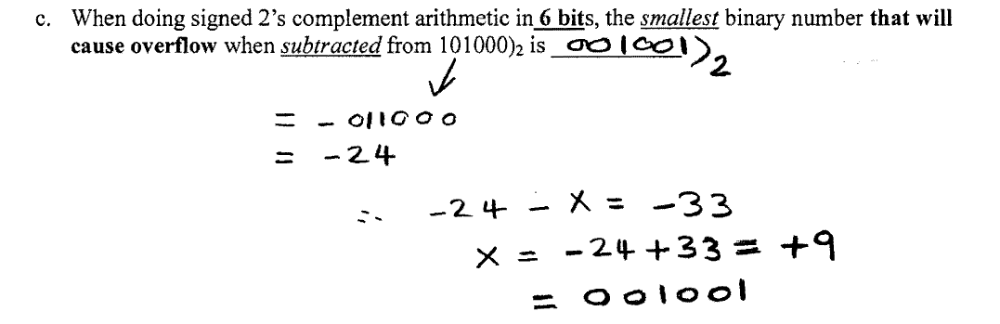 c. When doing signed 2's complement arithmetic in 6 bits, the smallest binary number that will
cause overflow when subtracted from 101000)₂ is 001001)₂
= - 011000
= -24
∴ -24 - X = -33
X = -24 + 33 = +9
= 001001